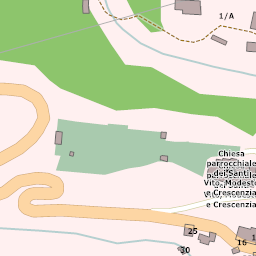 1/A
Chiesa
parrocchiale
dei Santi
Vito, Modesto
e Crescenzia
e Crescenzia
25
16
30